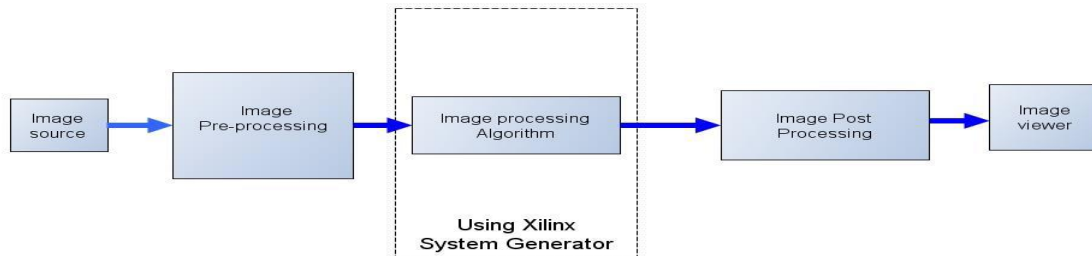 Image
source
Image
Pre-processing
Image processing
Algorithm
Image Post
Processing
Image
viewer
Using Xilinx
System Generator